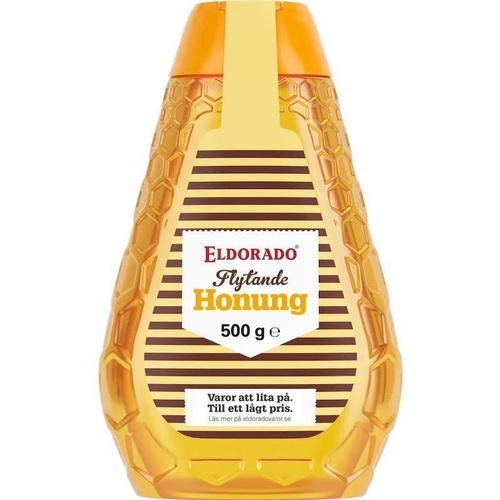 ELDORADO®
Flytande
Honung
500 g ℮
Varor att lita på.
Till ett lågt pris.
Läs mer på eldoradovaror.se